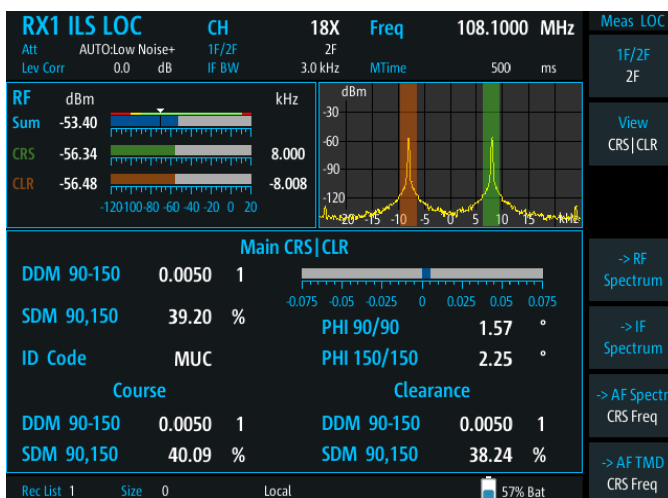 RX1 ILS LOC CH 18X Freq 108.1000 MHz
Att AUTO:Low Noise+ 1F/2F 2F
Lev Corr 0.0 dB IF BW 3.0 kHz MTime 500 ms
Meas LOC
1F/2F
2F
View
CRS|CLR
-> RF
Spectrum
-> IF
Spectrum
-> AF Spectr
CRS Freq
-> AF TMD
CRS Freq
RF dBm kHz
Sum -53.40
CRS -56.34 8.000
CLR -56.48 -8.008
-120 -100 -80 -60 -40 -20 0 20
dBm
-30
-60
-90
-120
-20 -15 -10 -5 0 5 10 15 kHz
Main CRS|CLR
DDM 90-150 0.0050 1
-0.075 -0.05 -0.025 0 0.025 0.05 0.075
SDM 90,150 39.20 %
PHI 90/90 1.57 °
ID Code MUC
PHI 150/150 2.25 °
Course
DDM 90-150 0.0050 1
SDM 90,150 40.09 %
Clearance
DDM 90-150 0.0050 1
SDM 90,150 38.24 %
Rec List 1 Size 0 Local 57% Bat